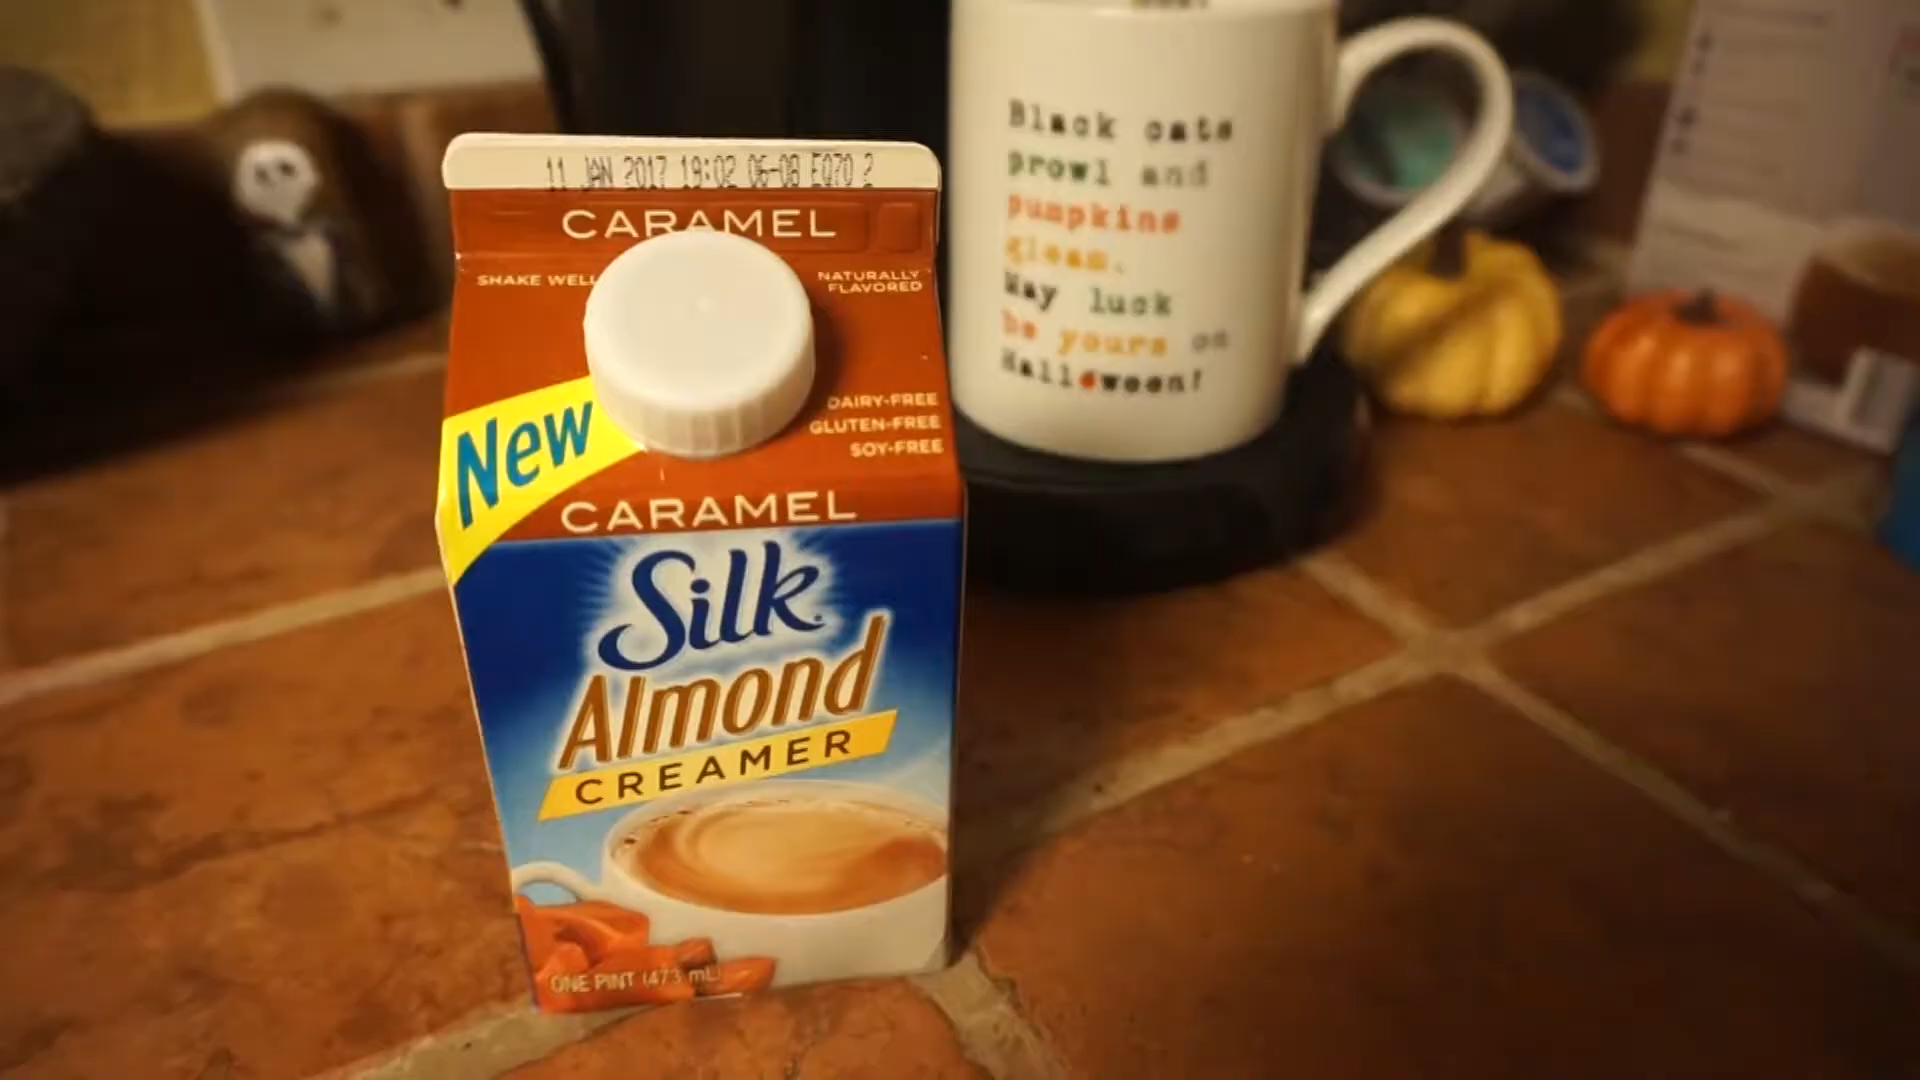 11 JAN 2017 19:02 06-08 EQ70 2
CARAMEL
SHAKE WELL
NATURALLY
FLAVORED
New
DAIRY-FREE
GLUTEN-FREE
SOY-FREE
CARAMEL
Silk
Almond
CREAMER
ONE PINT (473 mL)
Black cats
prowl and
pumpkins
gleam.
May luck
be yours on
Halloween!